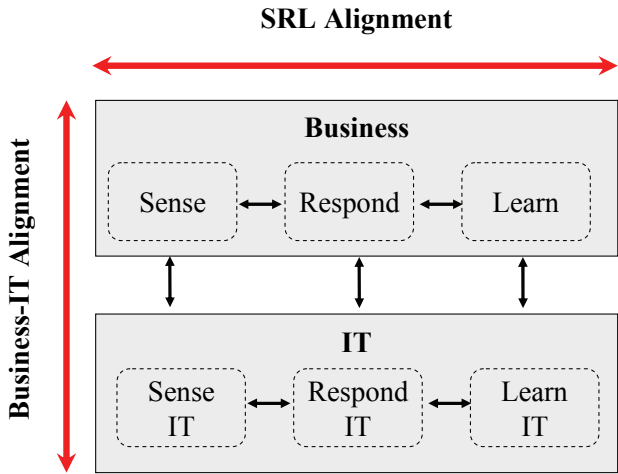 SRL Alignment
Business-IT Alignment
Business
Sense
Respond
Learn
IT
Sense
IT
Respond
IT
Learn
IT